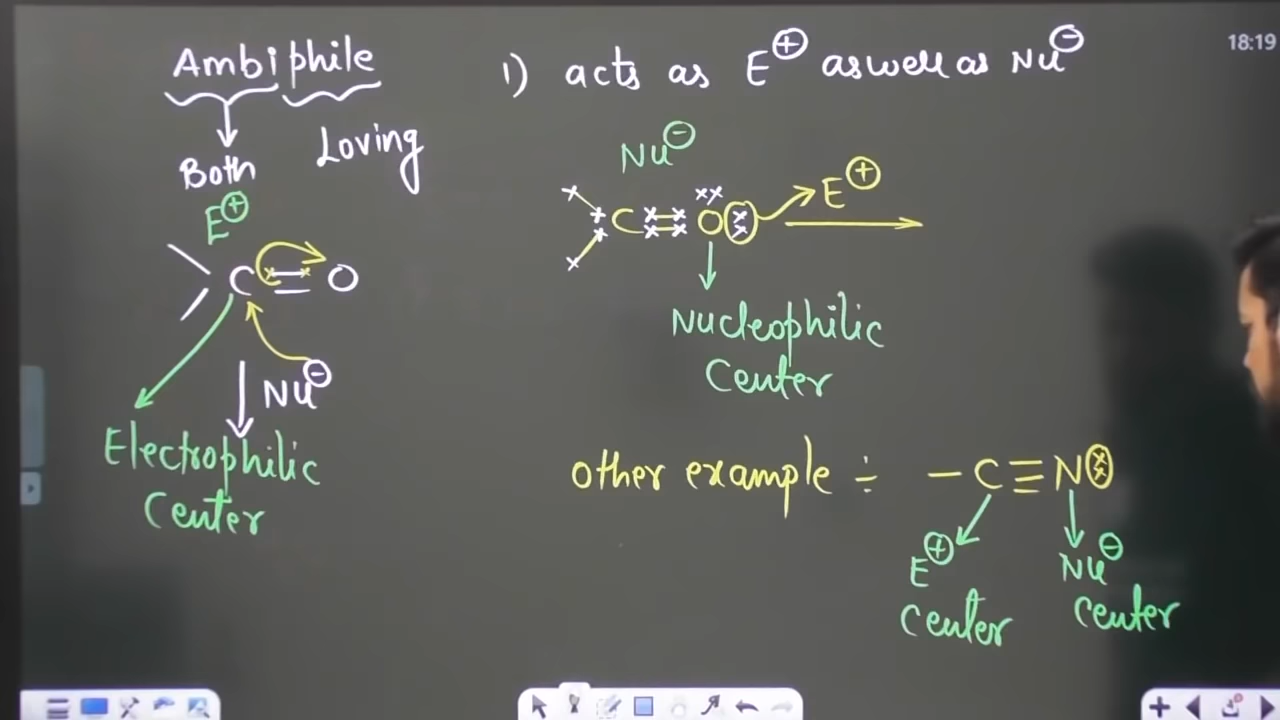 Ambiphile
Both
Loving
E⊕
C = O
Nu⊖
Electrophilic
Center
1) acts as E⊕ aswell as Nu⊖
Nu⊖
C = O E⊕
Nucleophilic
Center
Other example ÷ – C ≡ N
E⊕
Center
Nu⊖
Center
18:19